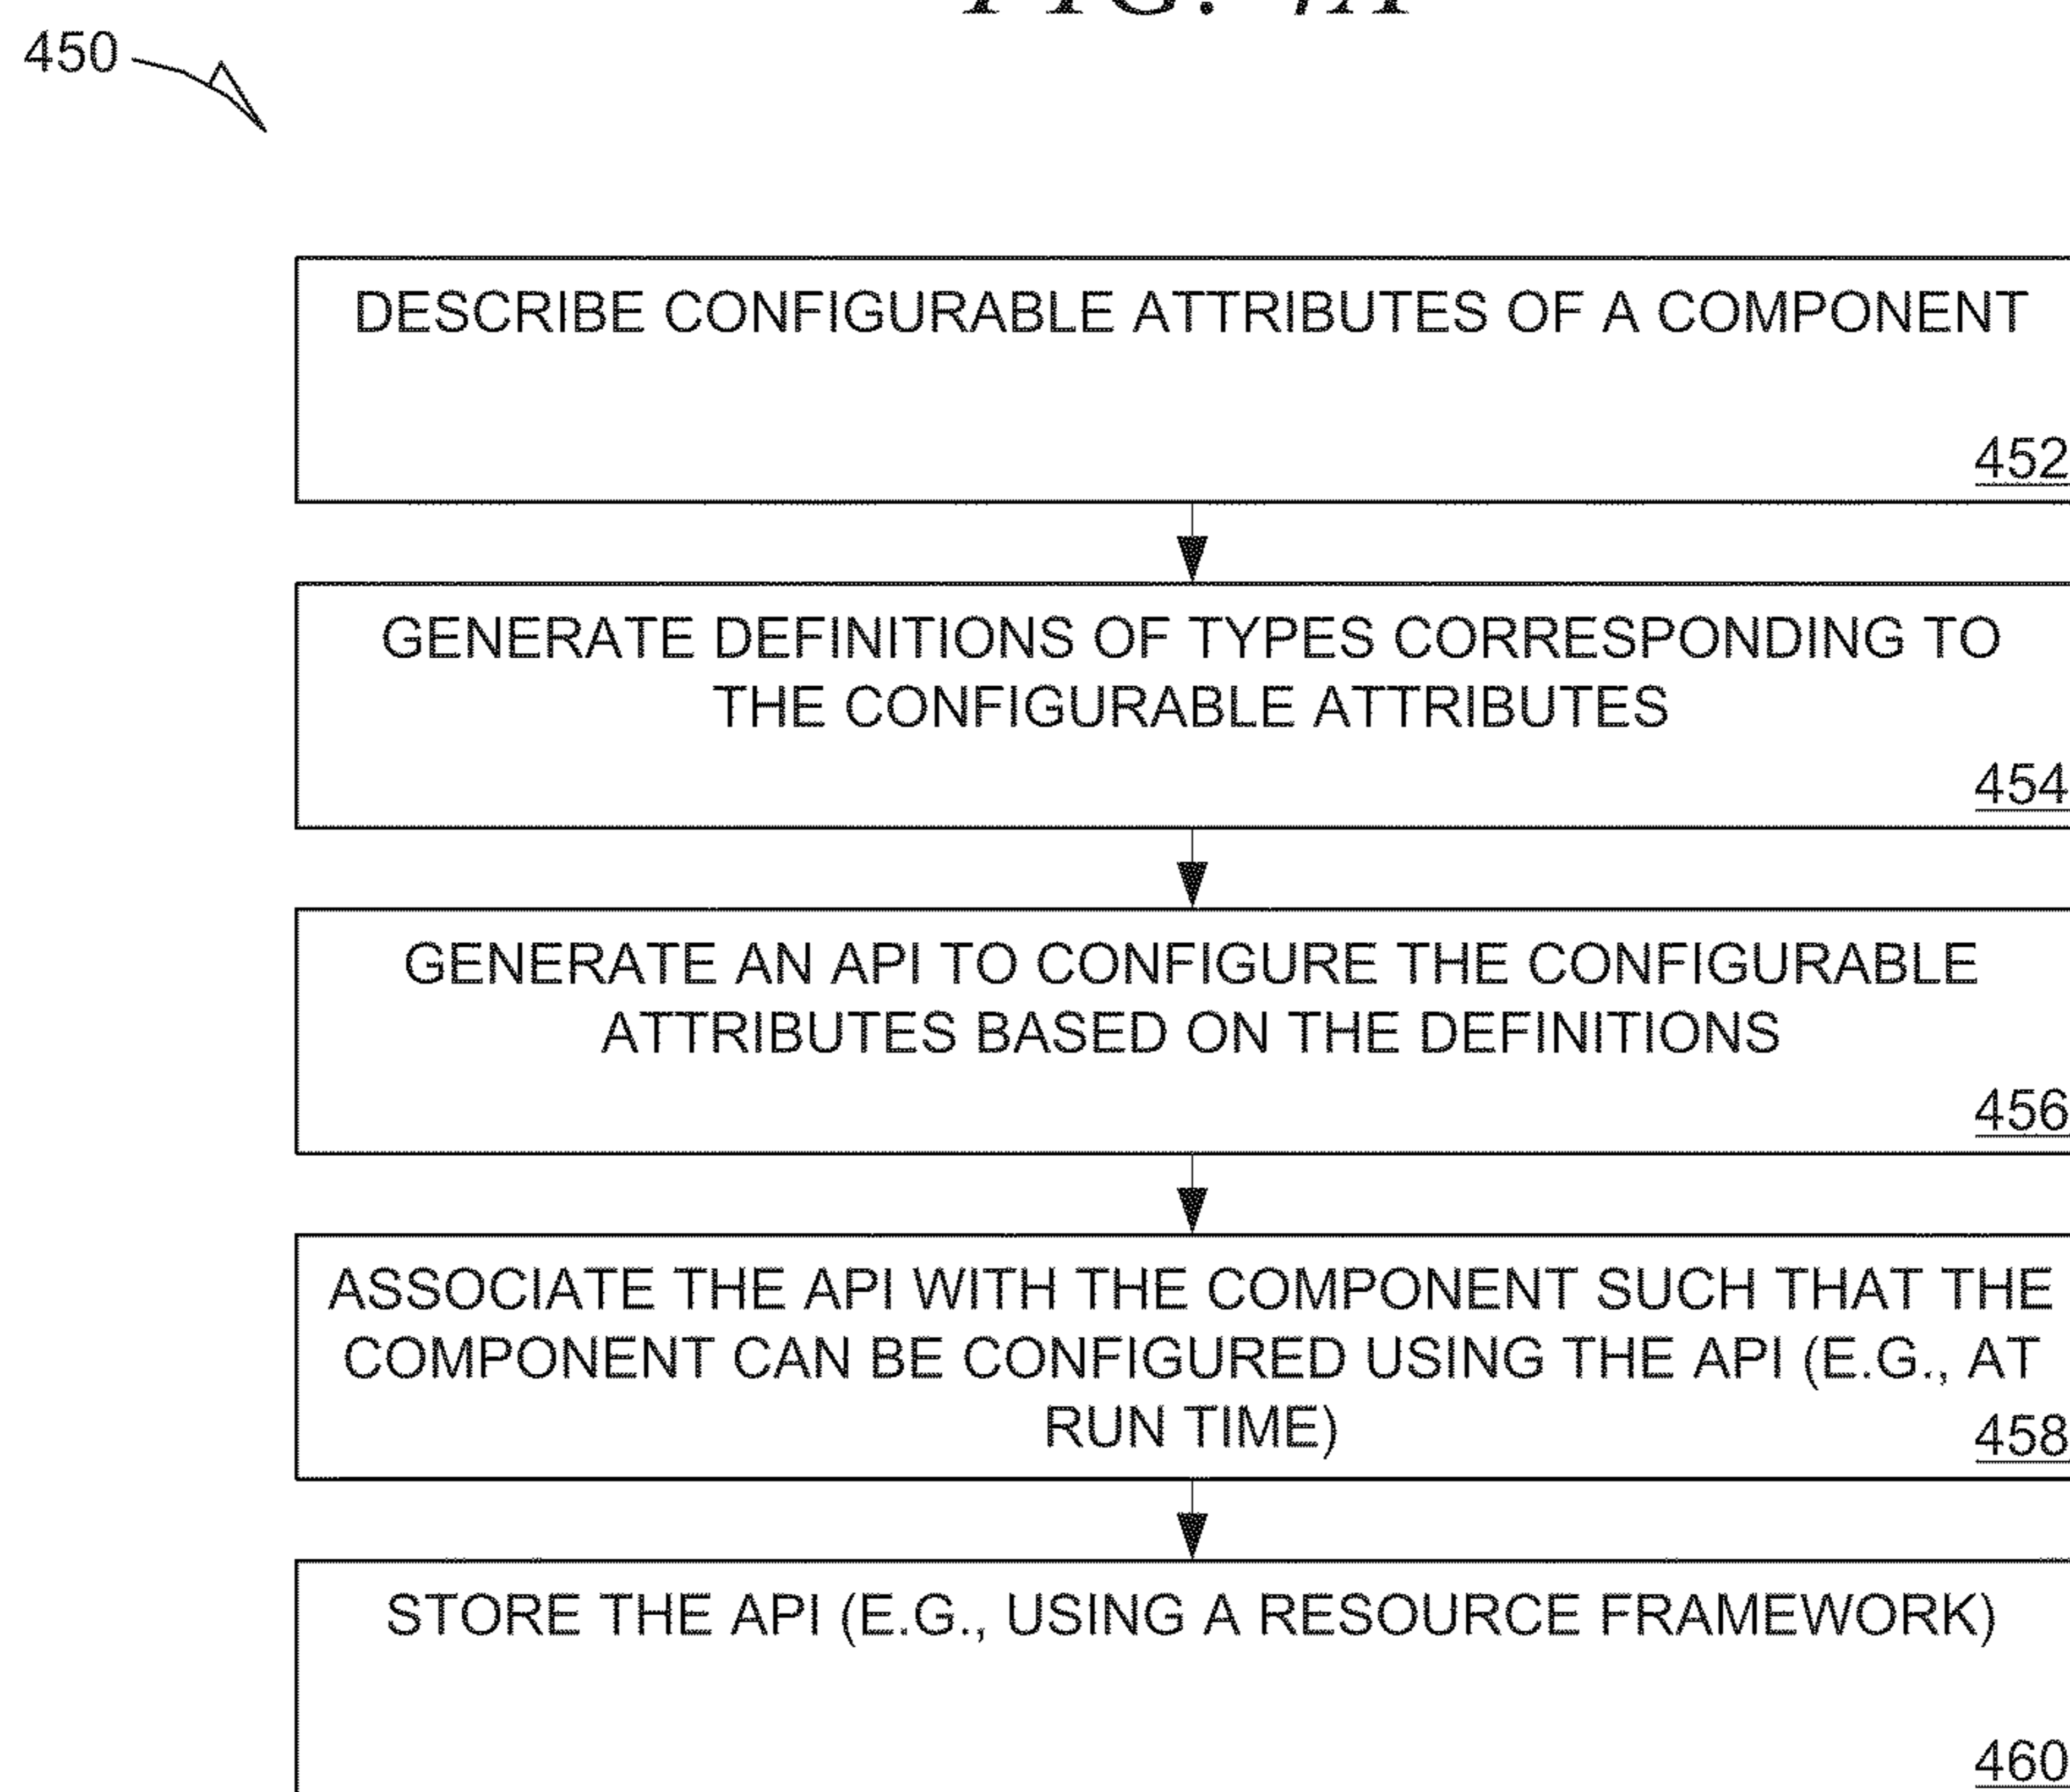 FIG. 4A
450
DESCRIBE CONFIGURABLE ATTRIBUTES OF A COMPONENT
452
GENERATE DEFINITIONS OF TYPES CORRESPONDING TO
THE CONFIGURABLE ATTRIBUTES
454
GENERATE AN API TO CONFIGURE THE CONFIGURABLE
ATTRIBUTES BASED ON THE DEFINITIONS
456
ASSOCIATE THE API WITH THE COMPONENT SUCH THAT THE
COMPONENT CAN BE CONFIGURED USING THE API (E.G., AT
RUN TIME)
458
STORE THE API (E.G., USING A RESOURCE FRAMEWORK)
460